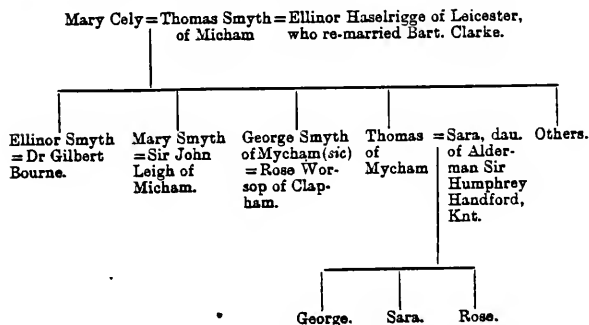 Mary Cely = Thomas Smyth = Ellinor Haselrigge of Leicester,
of Micham who re-married Bart. Clarke.
Ellinor Smyth
= Dr Gilbert
Bourne.
Mary Smyth
= Sir John
Leigh of
Micham.
George Smyth
of Mycham (sic)
= Rose Wor-
sop of Clap-
ham.
Thomas
of
Mycham
= Sara, dau.
of Alder-
man Sir
Humphrey
Handford,
Knt.
Others.
George. Sara. Rose.